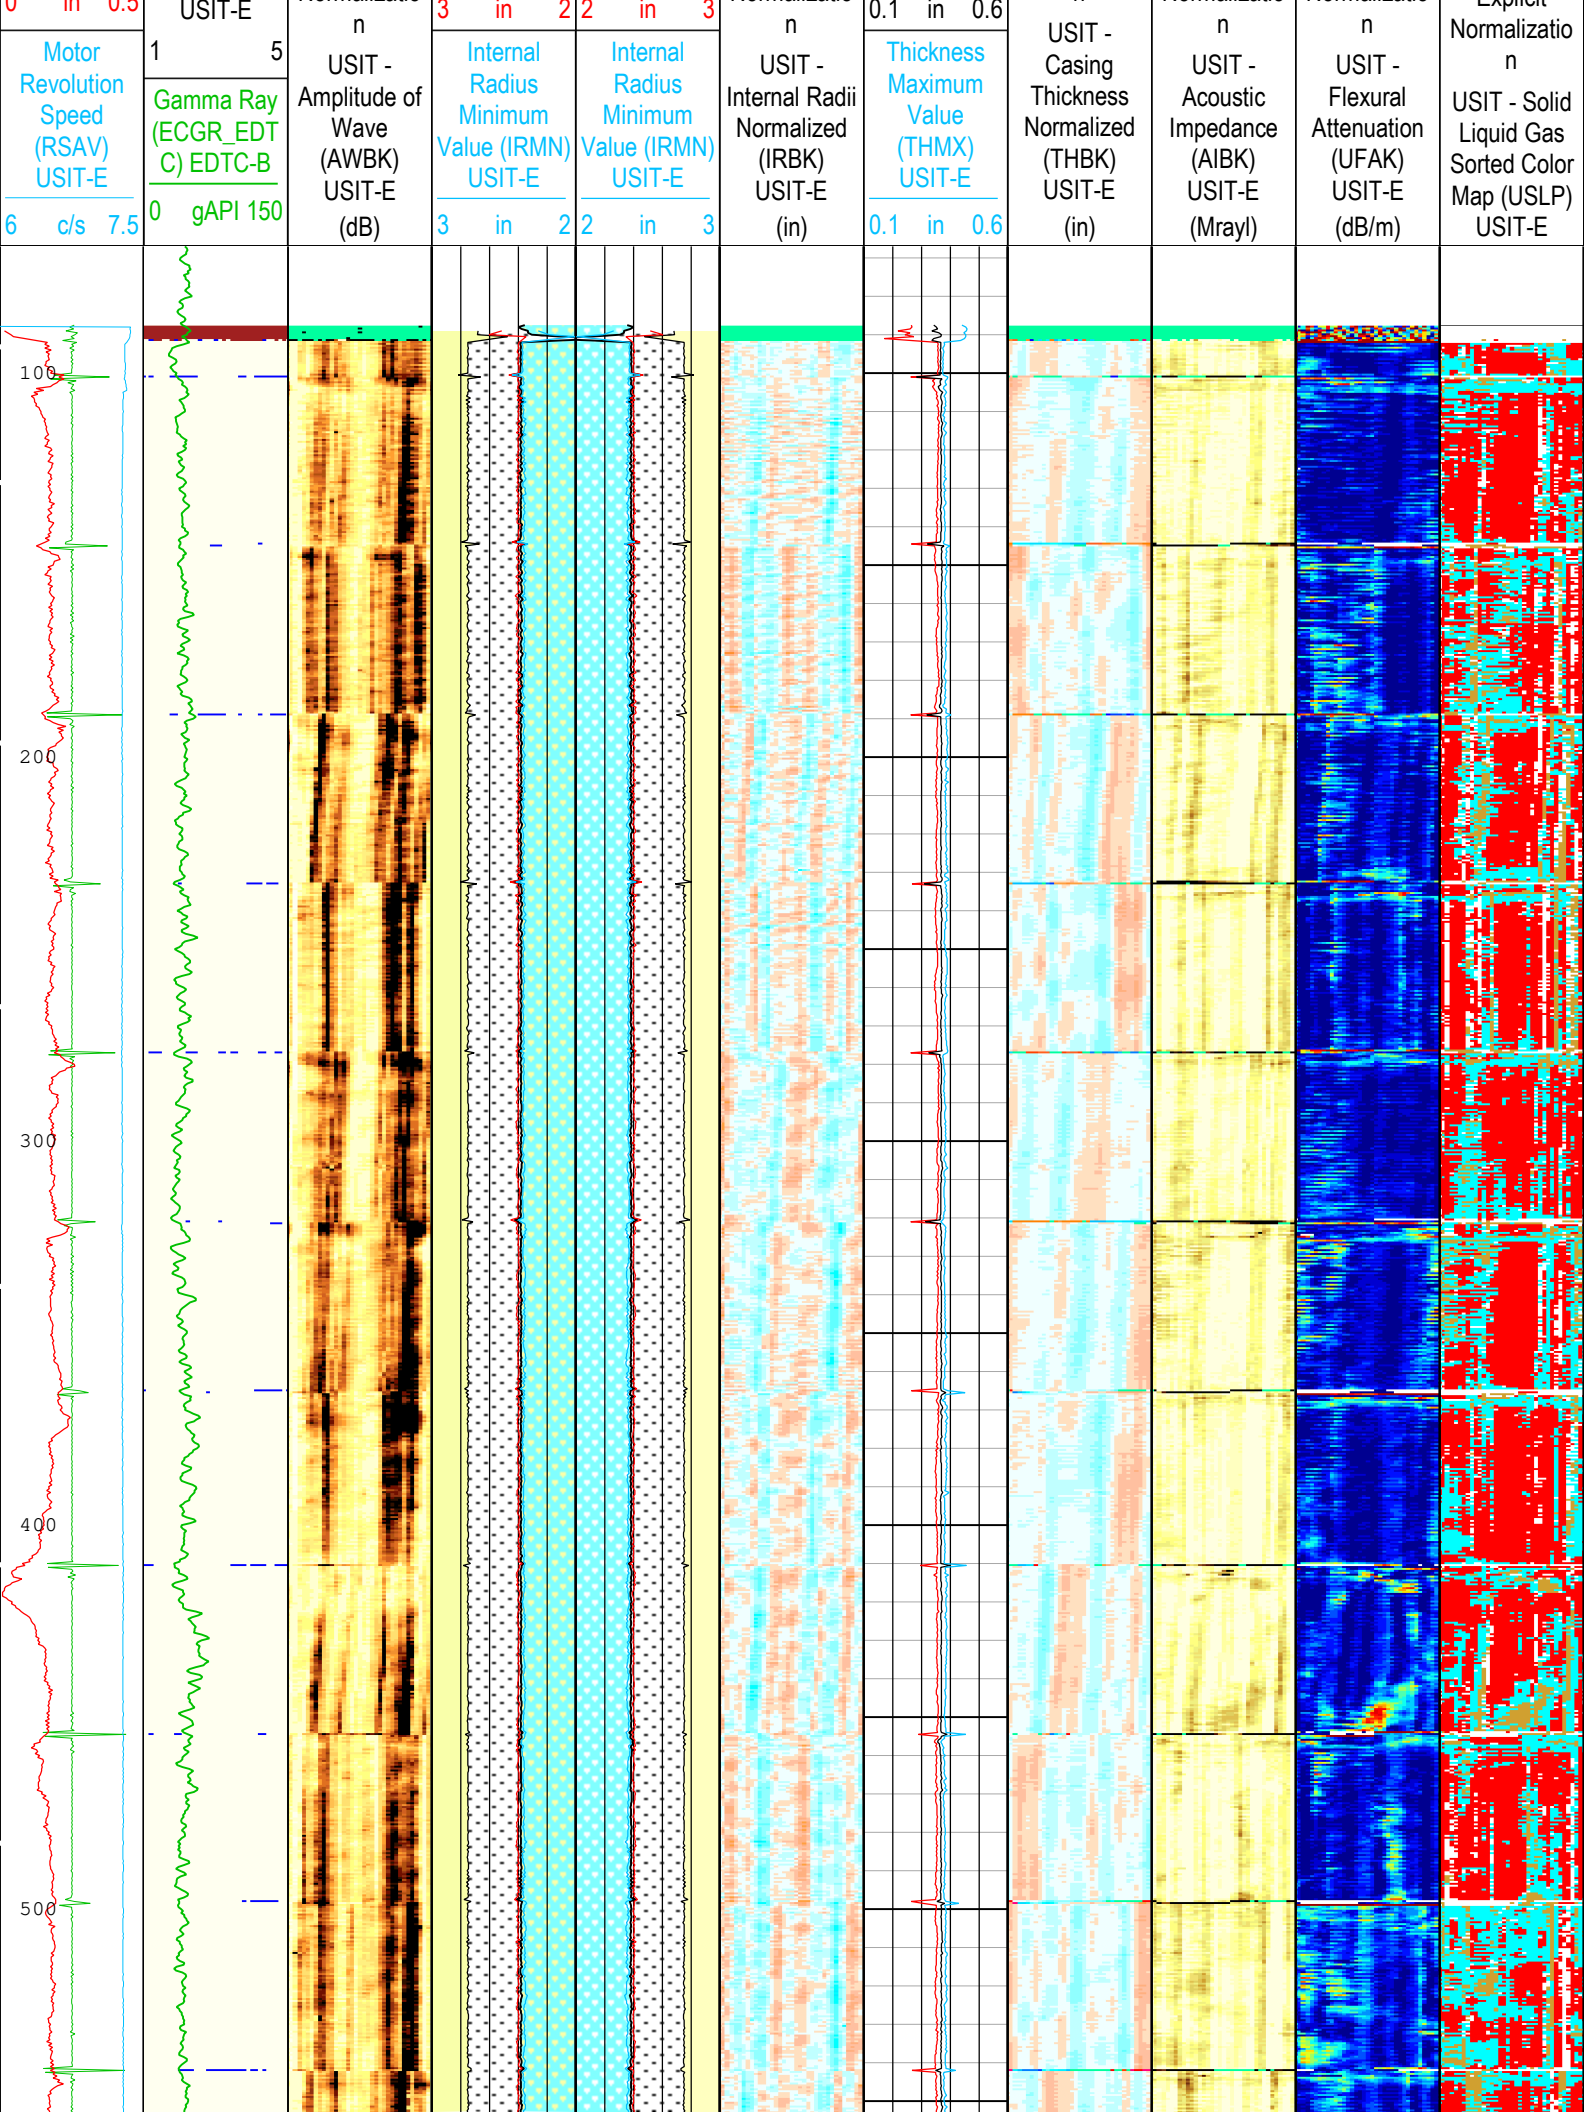 0 in 0.5
Motor
Revolution
Speed
(RSAV)
USIT-E
6 c/s 7.5
USIT-E
1 5
Gamma Ray
(ECGR_EDT
C) EDTC-B
0 gAPI 150
n
USIT -
Amplitude of
Wave
(AWBK)
USIT-E
(dB)
3 in 2
Internal
Radius
Minimum
Value (IRMN)
USIT-E
3 in 2
2 in 3
Internal
Radius
Minimum
Value (IRMN)
USIT-E
2 in 3
n
USIT -
Internal Radii
Normalized
(IRBK)
USIT-E
(in)
0.1 in 0.6
Thickness
Maximum
Value
(THMX)
USIT-E
0.1 in 0.6
n
USIT -
Casing
Thickness
Normalized
(THBK)
USIT-E
(in)
n
USIT -
Acoustic
Impedance
(AIBK)
USIT-E
(Mrayl)
n
USIT -
Flexural
Attenuation
(UFAK)
USIT-E
(dB/m)
Explicit
Normalizatio
n
USIT - Solid
Liquid Gas
Sorted Color
Map (USLP)
USIT-E
100
200
300
400
500